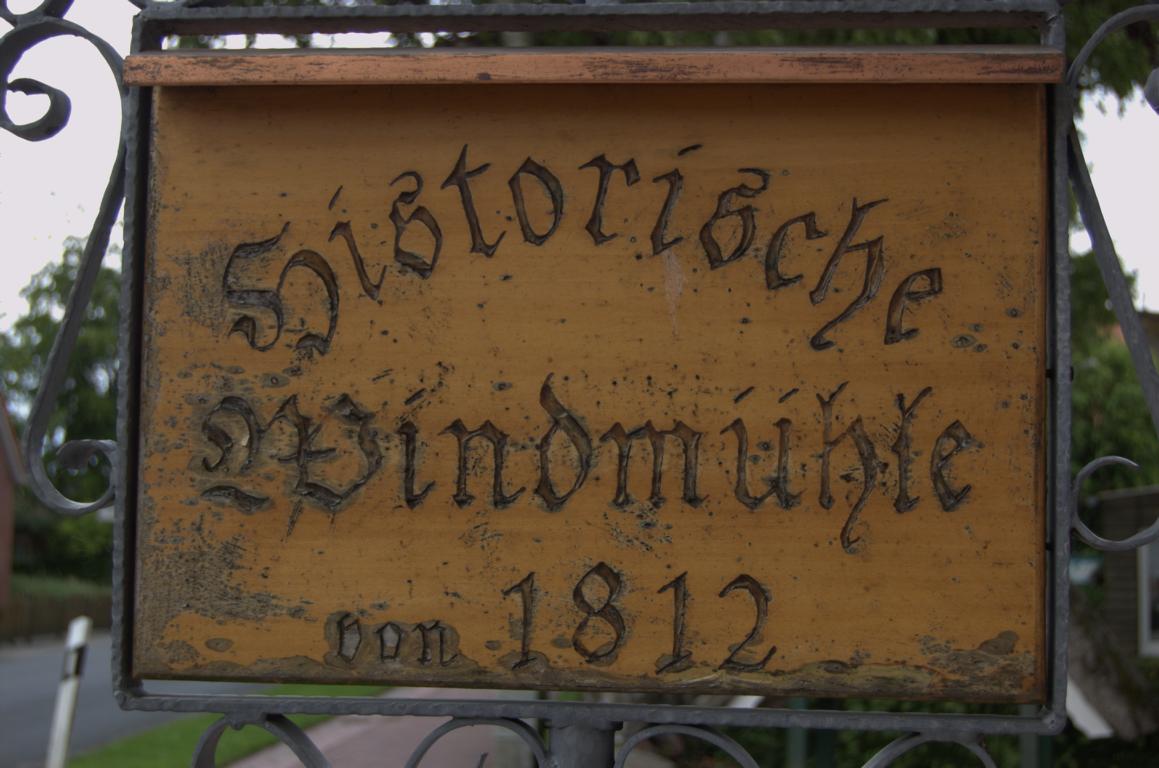 Historische
Windmühle
von 1812